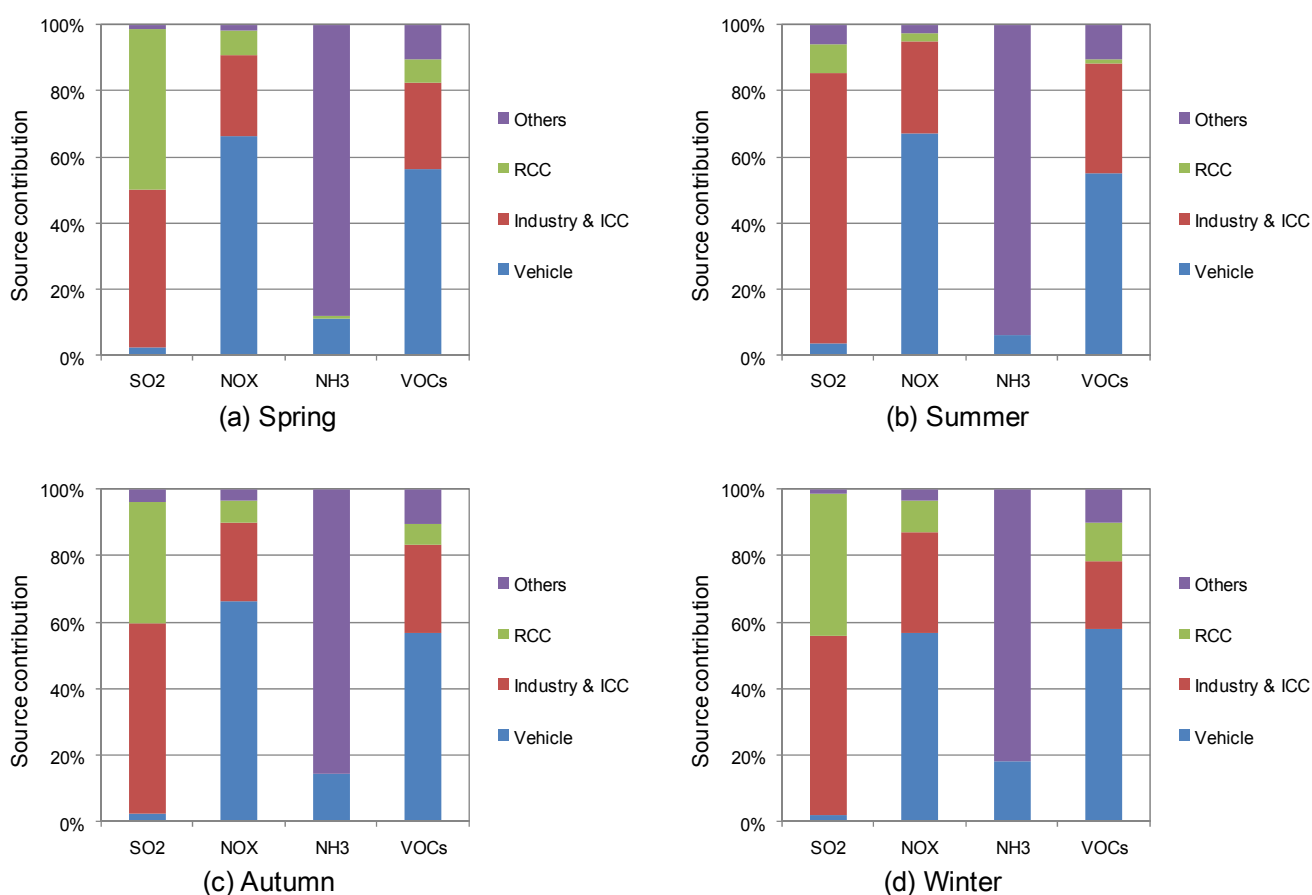 100%
80%
60%
40%
20%
0%
Source contribution
SO2 NOX NH3 VOCs
Others
RCC
Industry & ICC
Vehicle
(a) Spring
100%
80%
60%
40%
20%
0%
Source contribution
SO2 NOX NH3 VOCs
Others
RCC
Industry & ICC
Vehicle
(b) Summer
100%
80%
60%
40%
20%
0%
Source contribution
SO2 NOX NH3 VOCs
Others
RCC
Industry & ICC
Vehicle
(c) Autumn
100%
80%
60%
40%
20%
0%
Source contribution
SO2 NOX NH3 VOCs
Others
RCC
Industry & ICC
Vehicle
(d) Winter